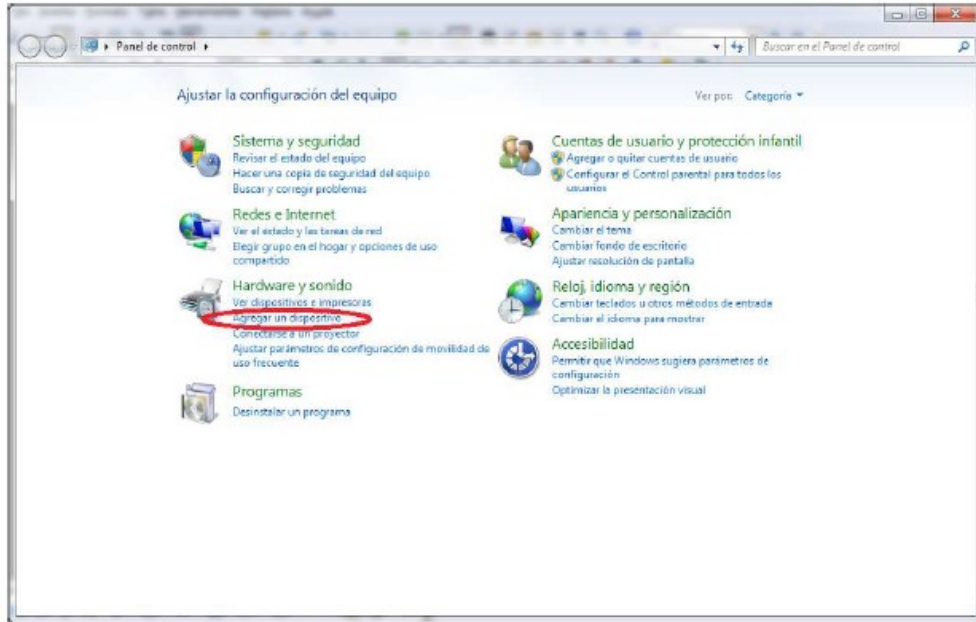 Panel de control
Buscar en el Panel de control
Ajustar la configuración del equipo
Ver por: Categoría
Sistema y seguridad
Revisar el estado del equipo
Hacer una copia de seguridad del equipo
Buscar y corregir problemas
Redes e Internet
Ver el estado y las tareas de red
Elegir grupo en el hogar y opciones de uso
compartido
Hardware y sonido
Ver dispositivos e impresoras
Agregar un dispositivo
Conectarse a un proyector
Ajustar parámetros de configuración de movilidad de
uso frecuente
Programas
Desinstalar un programa
Cuentas de usuario y protección infantil
Agregar o quitar cuentas de usuario
Configurar el Control parental para todos los
usuarios
Apariencia y personalización
Cambiar el tema
Cambiar fondo de escritorio
Ajustar resolución de pantalla
Reloj, idioma y región
Cambiar teclados u otros métodos de entrada
Cambiar el idioma para mostrar
Accesibilidad
Permitir que Windows sugiera parámetros de
configuración
Optimizar la presentación visual